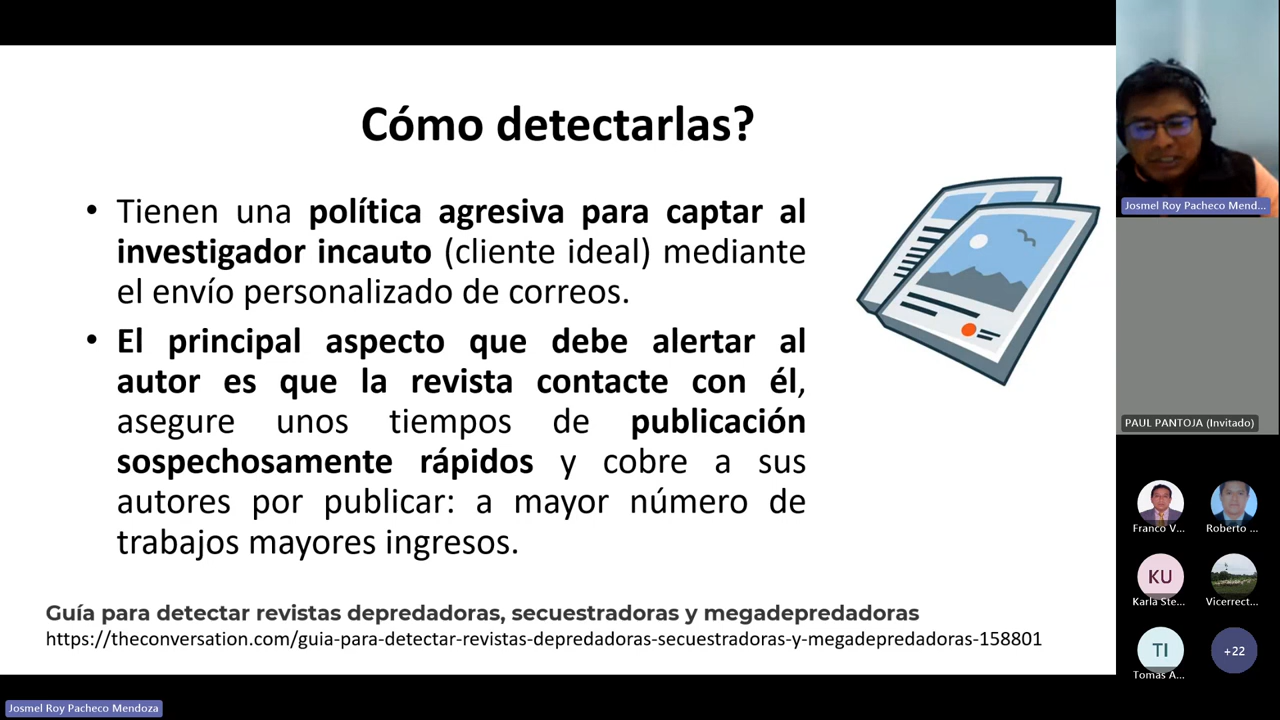 Cómo detectarlas?
• Tienen una política agresiva para captar al
investigador incauto (cliente ideal) mediante
el envío personalizado de correos.
• El principal aspecto que debe alertar al
autor es que la revista contacte con él,
asegure unos tiempos de publicación
sospechosamente rápidos y cobre a sus
autores por publicar: a mayor número de
trabajos mayores ingresos.
Guía para detectar revistas depredadoras, secuestradoras y megadepredadoras
https://theconversation.com/guia-para-detectar-revistas-depredadoras-secuestradoras-y-megadepredadoras-158801
Josmel Roy Pacheco Mendoza
Josmel Roy Pacheco Mend...
PAUL PANTOJA (Invitado)
Franco V...
Roberto ...
KU
Karla Ste...
Vicerrect...
TI
Tomas A...
+22